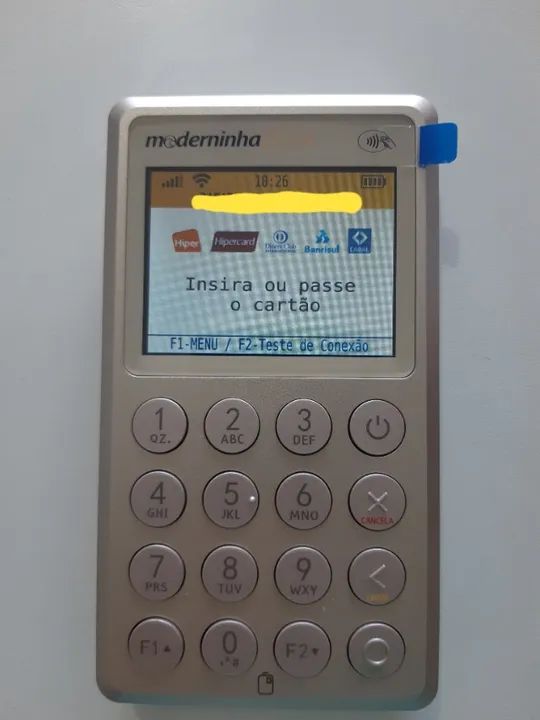 moderninha
10:26
Hiper Hipercard Diners Club Banrisul CABAL
INTERNATIONAL
Insira ou passe
o cartão
F1-MENU / F2-Teste de Conexão
1 2 3
QZ. ABC DEF
4 5 6 X
GHI JKL MNO CANCELA
7 8 9 <
PRS TUV WXY
F1▲ 0 F2▼ O